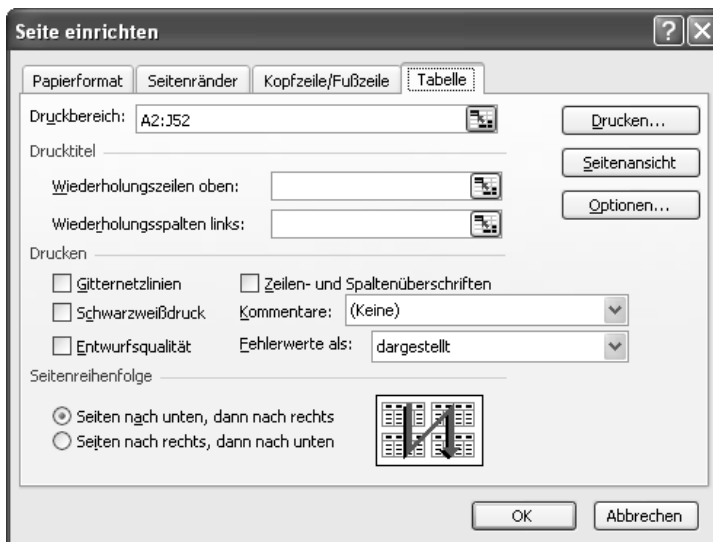 Seite einrichten
Papierformat Seitenränder Kopfzeile/Fußzeile Tabelle
Druckbereich: A2:J52 Drucken...
Drucktitel Seitenansicht
Wiederholungszeilen oben: Optionen...
Wiederholungsspalten links:
Drucken
Gitternetzlinien Zeilen- und Spaltenüberschriften
Schwarzweißdruck Kommentare: (Keine)
Entwurfsqualität Fehlerwerte als: dargestellt
Seitenreihenfolge
Seiten nach unten, dann nach rechts
Seiten nach rechts, dann nach unten
OK Abbrechen